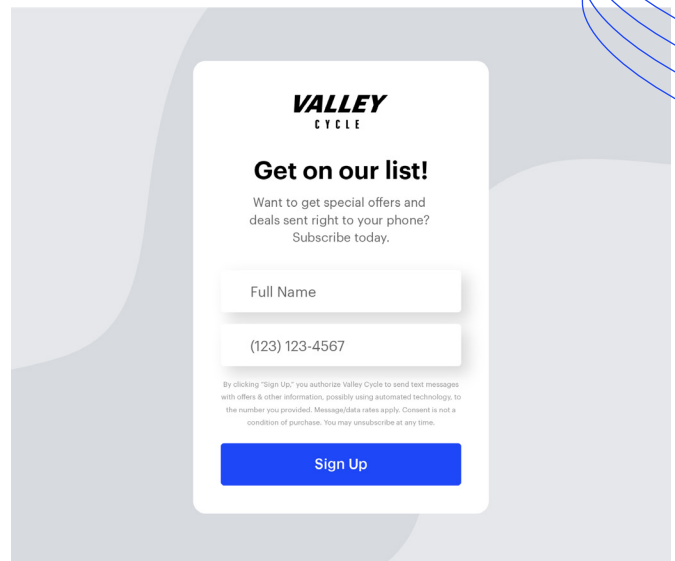 VALLEY
CYCLE
Get on our list!
Want to get special offers and
deals sent right to your phone?
Subscribe today.
Full Name
(123) 123-4567
By clicking "Sign Up," you authorize Valley Cycle to send text messages
with offers & other information, possibly using automated technology, to
the number you provided. Message/data rates apply. Consent is not a
condition of purchase. You may unsubscribe at any time.
Sign Up